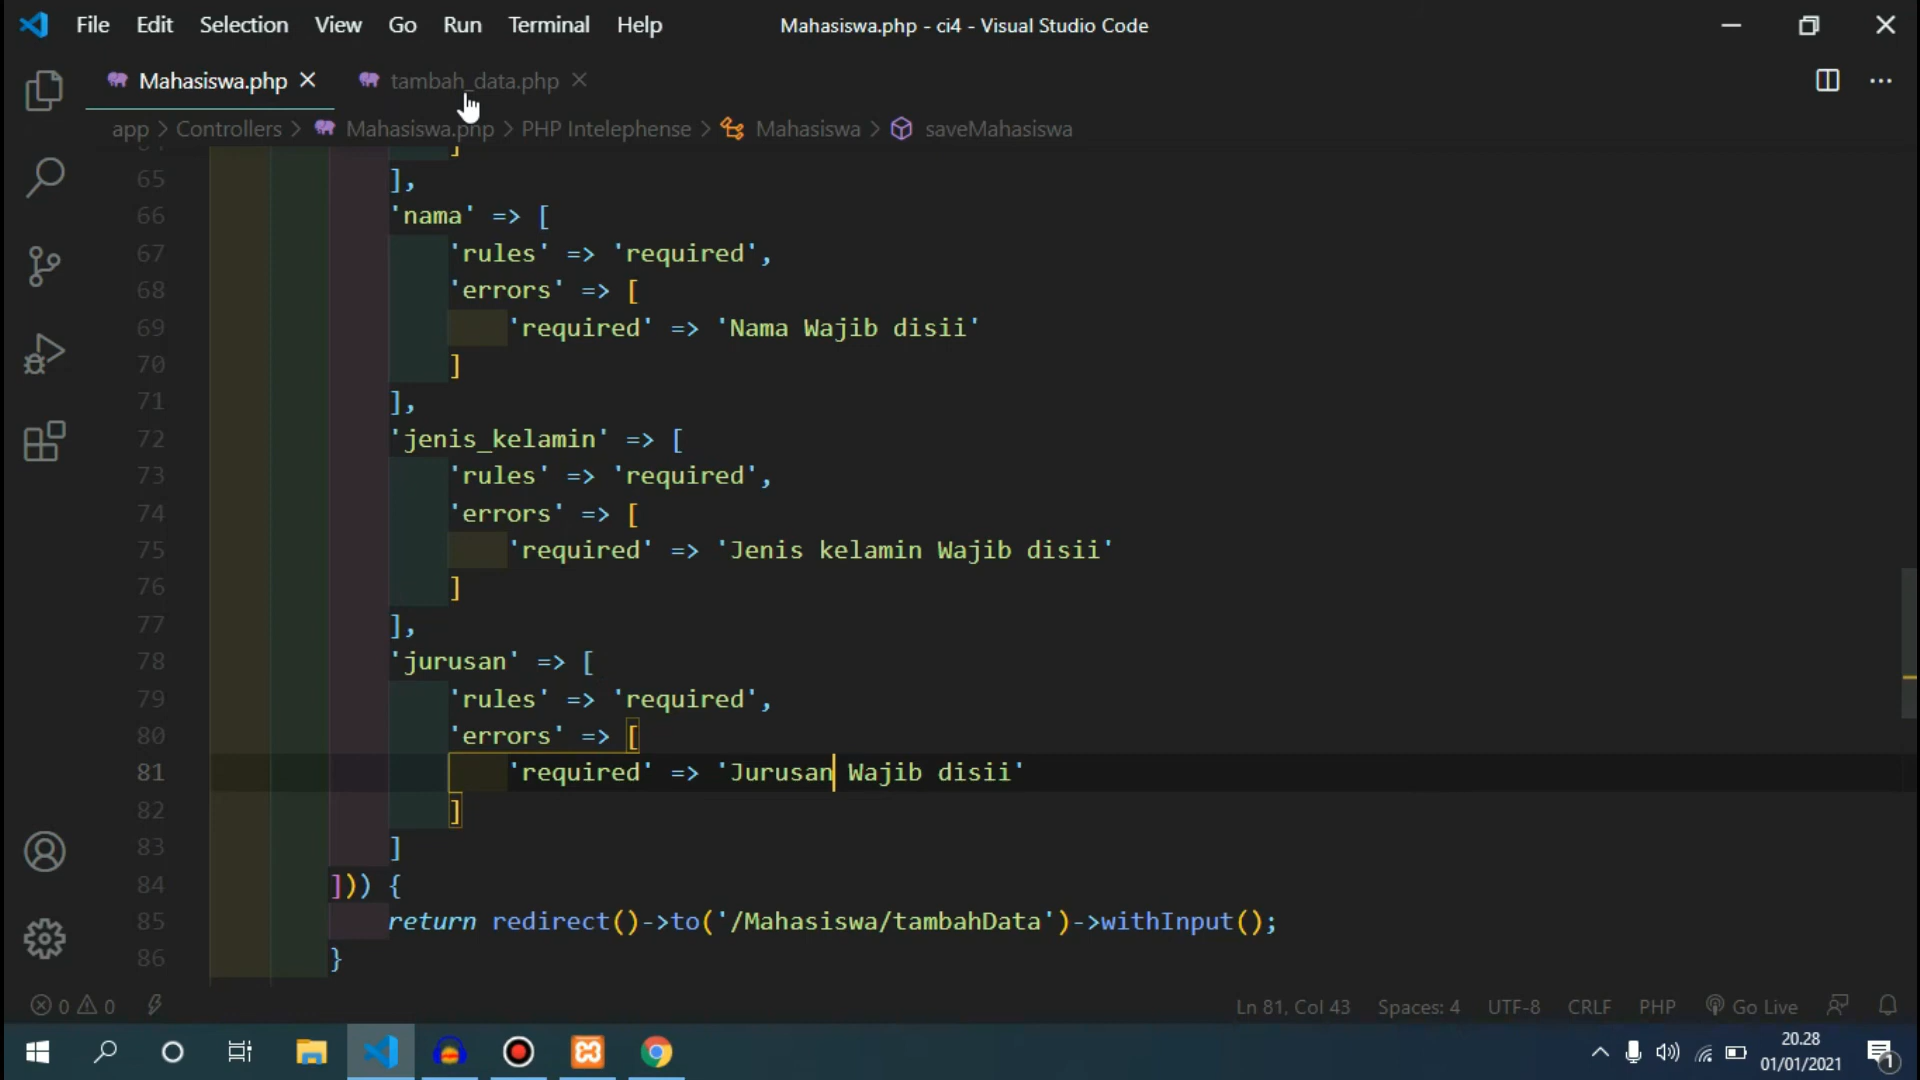 File Edit Selection View Go Run Terminal Help Mahasiswa.php - ci4 - Visual Studio Code
Mahasiswa.php tambah_data.php
app > Controllers > Mahasiswa.php > PHP Intelephense > Mahasiswa > saveMahasiswa
64 ]
65 ],
66 'nama' => [
67 'rules' => 'required',
68 'errors' => [
69 'required' => 'Nama Wajib disii'
70 ]
71 ],
72 'jenis_kelamin' => [
73 'rules' => 'required',
74 'errors' => [
75 'required' => 'Jenis kelamin Wajib disii'
76 ]
77 ],
78 'jurusan' => [
79 'rules' => 'required',
80 'errors' => [
81 'required' => 'Jurusan Wajib disii'
82 ]
83 ]
84 ])) {
85 return redirect()->to('/Mahasiswa/tambahData')->withInput();
86 }
0 0 Ln 81, Col 43 Spaces: 4 UTF-8 CRLF PHP Go Live
20.28
01/01/2021
1